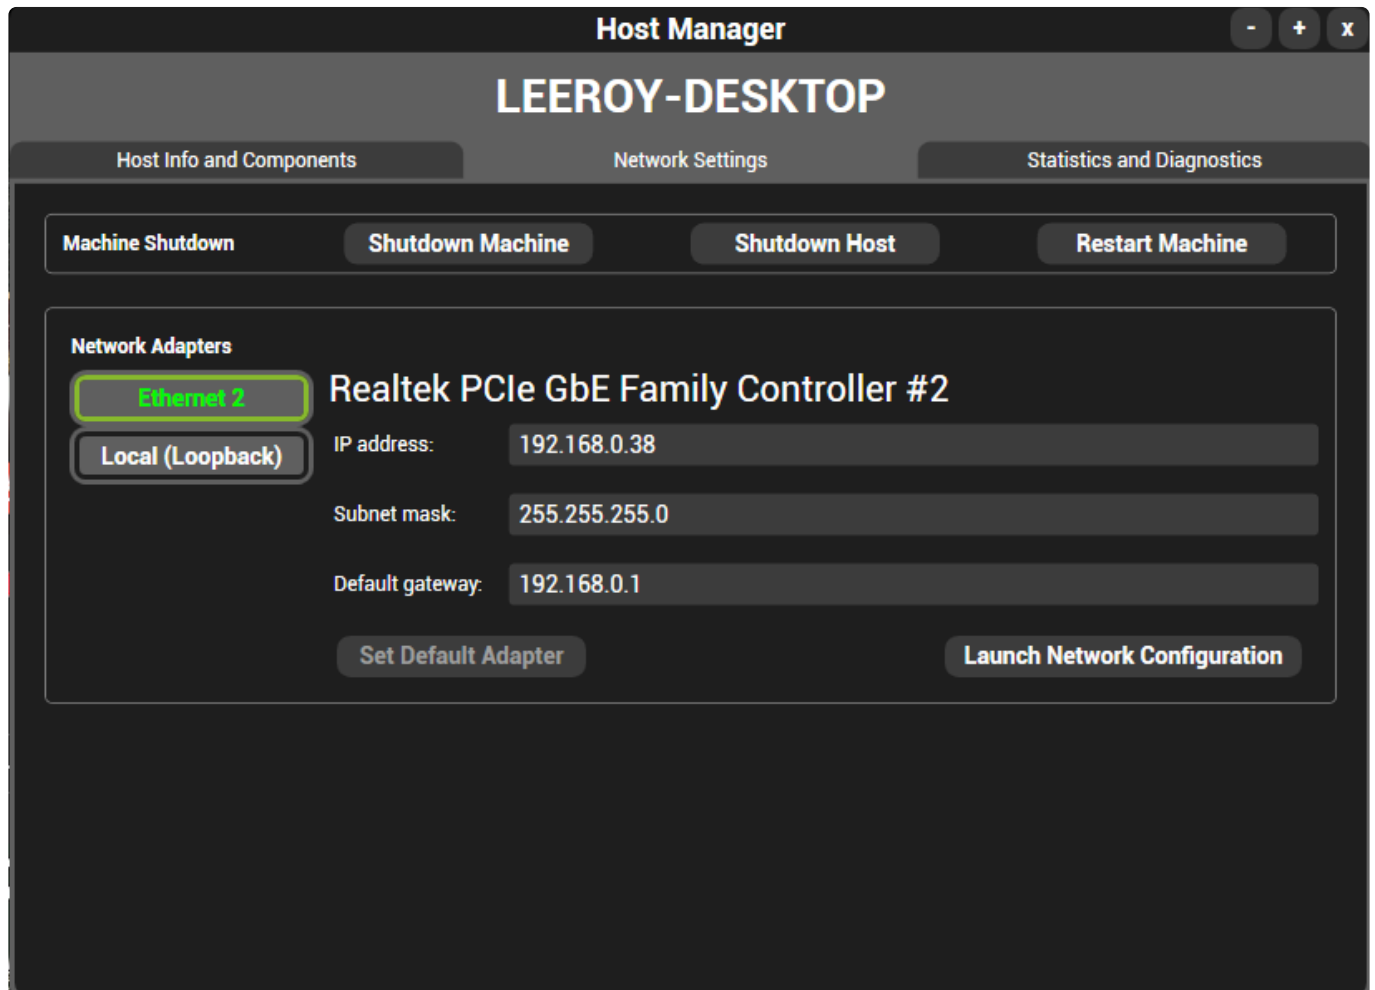 Host Manager - + x
LEEROY-DESKTOP
Host Info and Components Network Settings Statistics and Diagnostics
Machine Shutdown Shutdown Machine Shutdown Host Restart Machine
Network Adapters
Ethernet 2
Local (Loopback)
Realtek PCIe GbE Family Controller #2
IP address: 192.168.0.38
Subnet mask: 255.255.255.0
Default gateway: 192.168.0.1
Set Default Adapter Launch Network Configuration